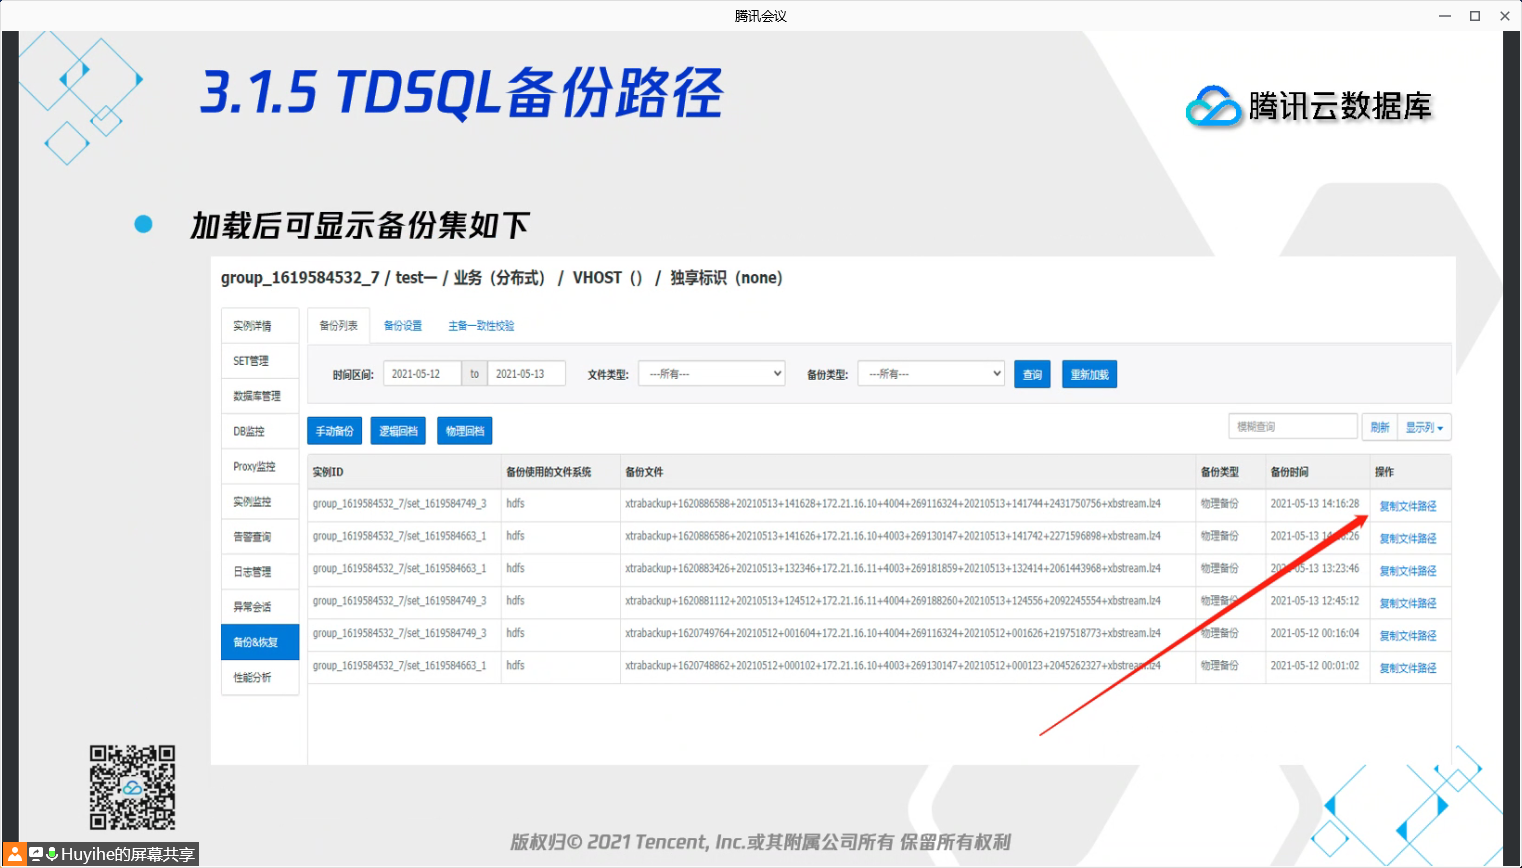 腾讯会议
3.1.5 TDSQL备份路径
腾讯云数据库
加载后可显示备份集如下
group_1619584532_7 / test一 / 业务（分布式） / VHOST（） / 独享标识（none）
实例详情
SET管理
数据库管理
DB监控
Proxy监控
实例监控
告警查询
日志管理
异常会话
备份&恢复
性能分析
备份列表 备份设置 主备一致性校验
时间区间: 2021-05-12 to 2021-05-13 文件类型: ---所有--- 备份类型: ---所有--- 查询 重新加载
手动备份 逻辑回档 物理回档 模糊查询 刷新 显示列
实例ID 备份使用的文件系统 备份文件 备份类型 备份时间 操作
group_1619584532_7/set_1619584749_3 hdfs xtrabackup+1620886588+20210513+141628+172.21.16.10+4004+269116324+20210513+141744+2431750756+xbstream.lz4 物理备份 2021-05-13 14:16:28 复制文件路径
group_1619584532_7/set_1619584663_1 hdfs xtrabackup+1620886586+20210513+141626+172.21.16.10+4003+269130147+20210513+141742+2271596898+xbstream.lz4 物理备份 2021-05-13 复制文件路径
group_1619584532_7/set_1619584663_1 hdfs xtrabackup+1620883426+20210513+132346+172.21.16.11+4003+269181859+20210513+132414+2061443968+xbstream.lz4 物理备份 2021-05-13 13:23:46 复制文件路径
group_1619584532_7/set_1619584749_3 hdfs xtrabackup+1620881112+20210513+124512+172.21.16.11+4004+269188260+20210513+124556+2092245554+xbstream.lz4 物理备份 2021-05-13 12:45:12 复制文件路径
group_1619584532_7/set_1619584749_3 hdfs xtrabackup+1620749764+20210512+001604+172.21.16.10+4004+269116324+20210512+001626+2197518773+xbstream.lz4 物理备份 2021-05-12 00:16:04 复制文件路径
group_1619584532_7/set_1619584663_1 hdfs xtrabackup+1620748862+20210512+000102+172.21.16.10+4003+269130147+20210512+000123+2045262327+xbstream.lz4 物理备份 2021-05-12 00:01:02 复制文件路径
版权归© 2021 Tencent, Inc.或其附属公司所有 保留所有权利
Huyihe的屏幕共享